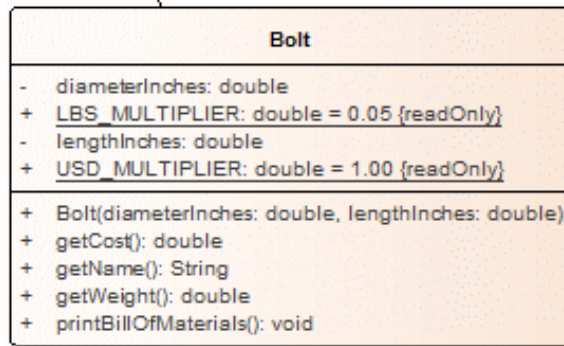 Bolt
- diameterInches: double
+ LBS_MULTIPLIER: double = 0.05 {readOnly}
- lengthInches: double
+ USD_MULTIPLIER: double = 1.00 {readOnly}
+ Bolt(diameterInches: double, lengthInches: double)
+ getCost(): double
+ getName(): String
+ getWeight(): double
+ printBillOfMaterials(): void